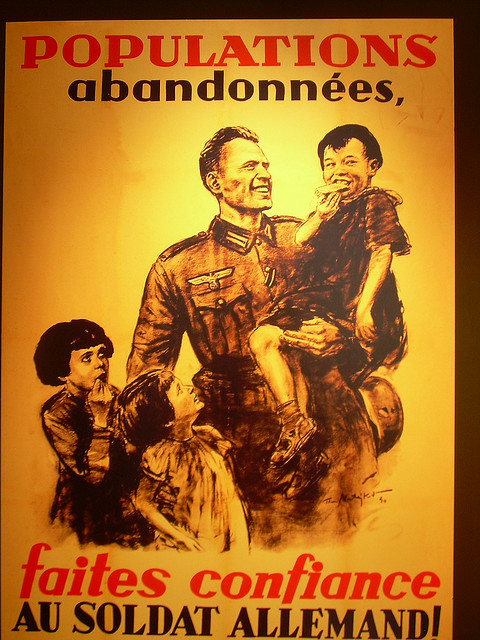 POPULATIONS
abandonnées,
faites confiance
AU SOLDAT ALLEMAND!